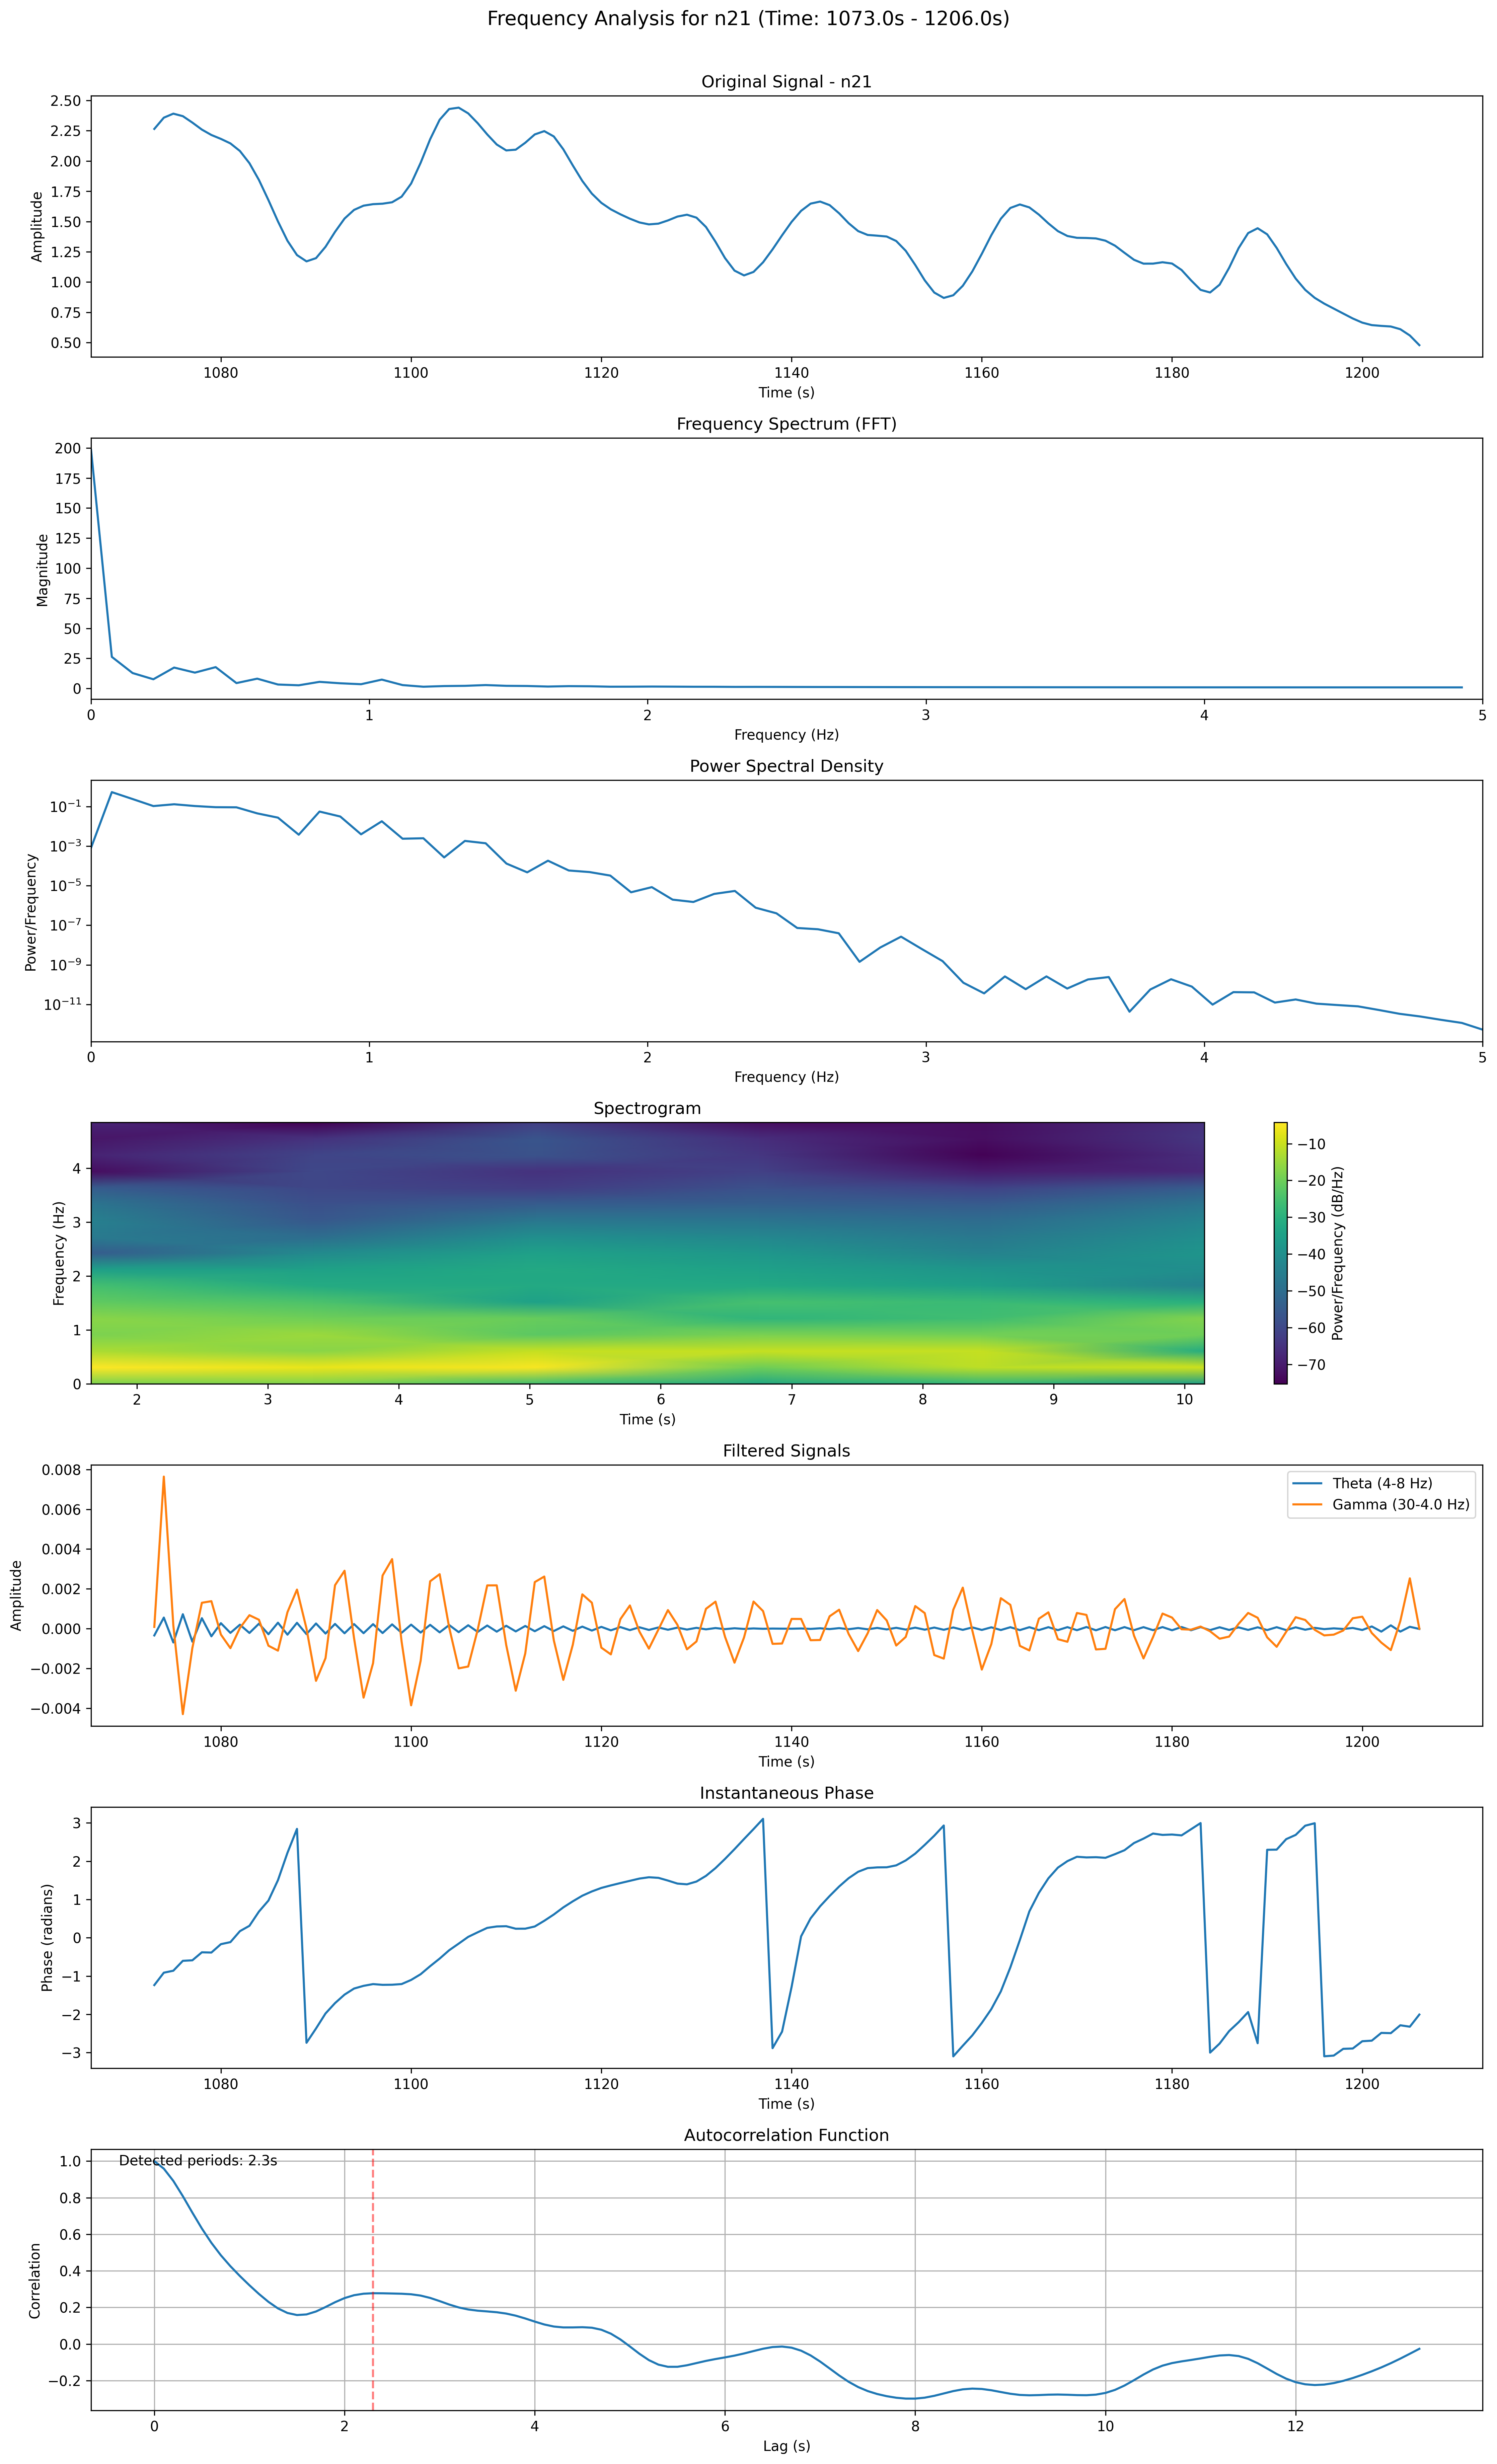 Frequency Analysis for n21 (Time: 1073.0s - 1206.0s)
Original Signal - n21
Amplitude
2.50
2.25
2.00
1.75
1.50
1.25
1.00
0.75
0.50
1080 1100 1120 1140 1160 1180 1200
Time (s)
Frequency Spectrum (FFT)
Magnitude
200
175
150
125
100
75
50
25
0
0 1 2 3 4 5
Frequency (Hz)
Power Spectral Density
Power/Frequency
10⁻¹
10⁻³
10⁻⁵
10⁻⁷
10⁻⁹
10⁻¹¹
0 1 2 3 4 5
Frequency (Hz)
Spectrogram
Frequency (Hz)
4
3
2
1
0
2 3 4 5 6 7 8 9 10
Time (s)
−10
−20
−30
−40
−50
−60
−70
Power/Frequency (dB/Hz)
Filtered Signals
Amplitude
0.008
0.006
0.004
0.002
0.000
−0.002
−0.004
Theta (4-8 Hz)
Gamma (30-4.0 Hz)
1080 1100 1120 1140 1160 1180 1200
Time (s)
Instantaneous Phase
Phase (radians)
3
2
1
0
−1
−2
−3
1080 1100 1120 1140 1160 1180 1200
Time (s)
Autocorrelation Function
Detected periods: 2.3s
Correlation
1.0
0.8
0.6
0.4
0.2
0.0
−0.2
0 2 4 6 8 10 12
Lag (s)